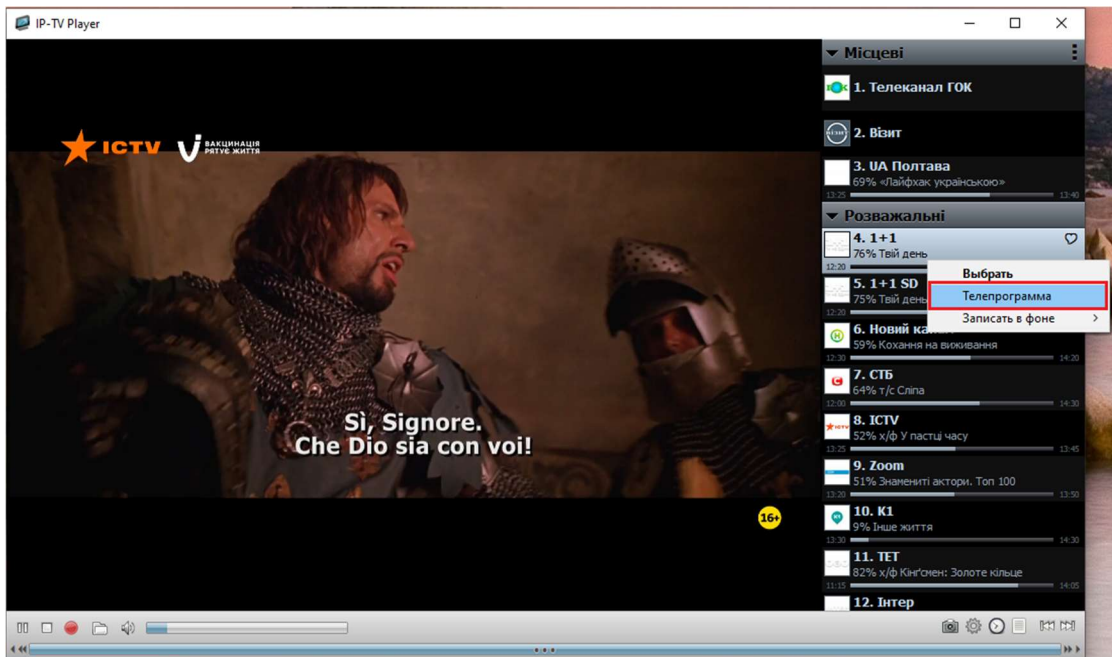 IP-TV Player
ICTV
ВАКЦИНАЦІЯ
РЯТУЄ ЖИТТЯ
Sì, Signore.
Che Dio sia con voi!
16+
Місцеві
1. Телеканал ГОК
2. Візит
3. UA Полтава
69% «Лайфхак українською»
13:25 13:40
Розважальні
4. 1+1
76% Твій день
12:20
Выбрать
Телепрограмма
Записать в фоне
5. 1+1 SD
75% Твій день
12:20
6. Новий
59% Кохання на виживання
12:30 14:20
7. СТБ
64% т/с Сліпа
12:00 14:30
8. ICTV
52% х/ф У пастці часу
13:25 13:45
9. Zoom
51% Знамениті актори. Топ 100
13:20 13:50
10. К1
9% Інше життя
13:30 14:30
11. ТЕТ
82% х/ф Кінґсмен: Золоте кільце
11:15 14:05
12. Інтер